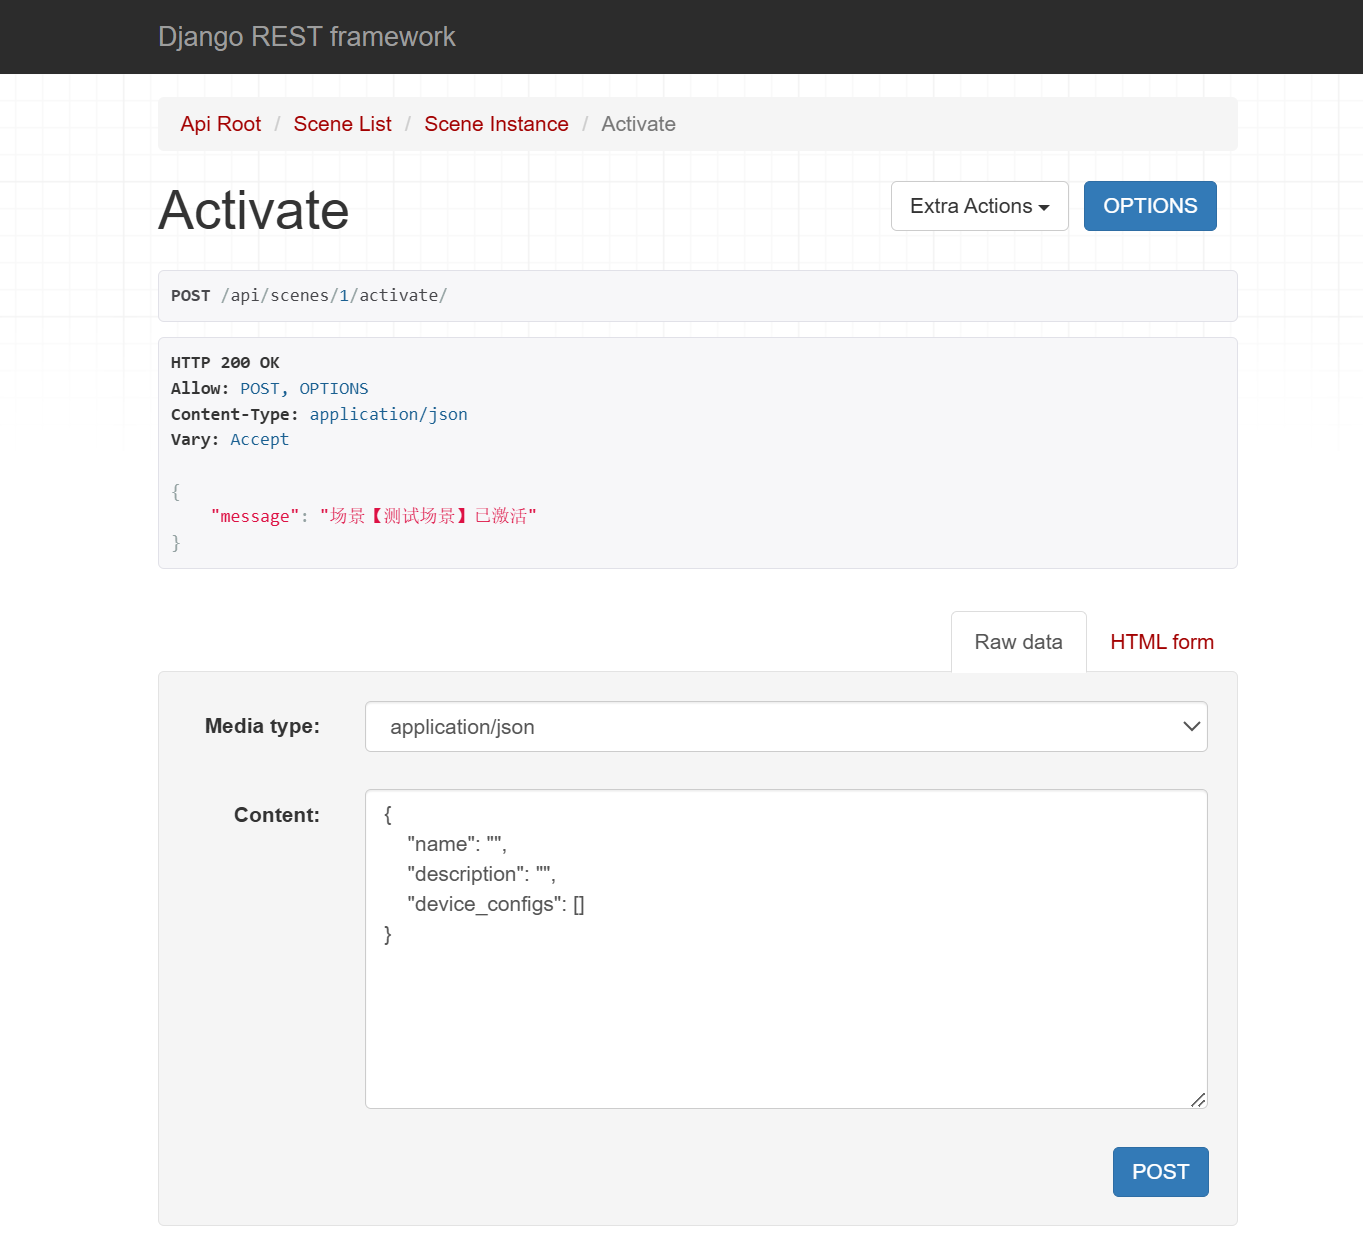 Django REST framework
Api Root / Scene List / Scene Instance / Activate
Activate
Extra Actions
OPTIONS
POST /api/scenes/1/activate/
HTTP 200 OK
Allow: POST, OPTIONS
Content-Type: application/json
Vary: Accept
{
    "message": "场景【测试场景】已激活"
}
Raw data
HTML form
Media type:
application/json
Content:
{
    "name": "",
    "description": "",
    "device_configs": []
}
POST